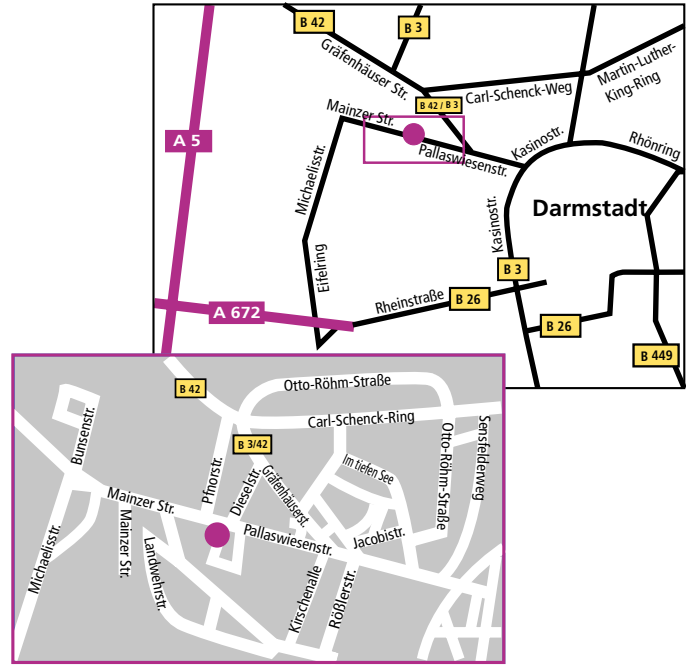 B 42
B 3
Gräfenhäuser Str.
Martin-Luther-
King-Ring
Carl-Schenck-Weg
B 42 / B 3
Mainzer Str.
A 5
Kasinostr.
Rhönring
Pallaswiesenstr.
Michaelisstr.
Darmstadt
Kasinostr.
Eifelring
B 3
Rheinstraße
B 26
A 672
B 26
B 449
B 42
Otto-Röhm-Straße
Carl-Schenck-Ring
Bunsenstr.
Sensfelderweg
Otto-Röhm-Straße
B 3/42
Pfnorstr.
Im tiefen See
Dieselstr.
Gräfenhäuserst.
Mainzer Str.
Mainzer Str.
Pallaswiesenstr.
Jacobistr.
Michaelisstr.
Landwehrstr.
Kirschenalle
Rößlerstr.